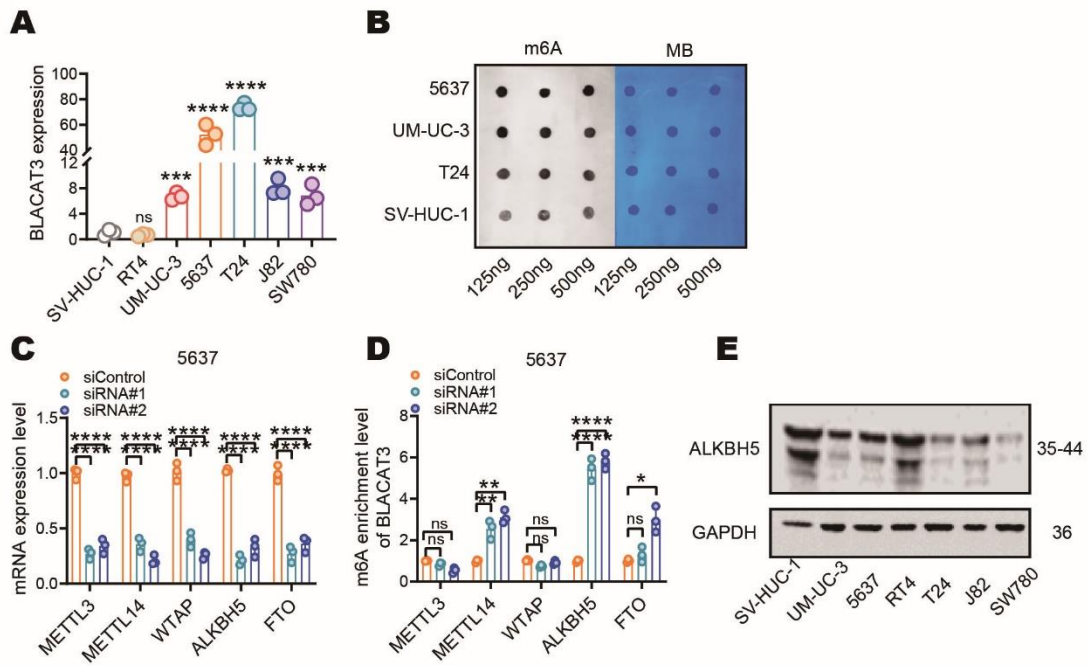 A
BLACAT3 expression
100
80
60
40
12
8
4
0
ns
***
****
****
***
***
SV-HUC-1
RT4
UM-UC-3
5637
T24
J82
SW780
B
m6A
MB
5637
UM-UC-3
T24
SV-HUC-1
125ng
250ng
500ng
125ng
250ng
500ng
C
5637
siControl
siRNA#1
siRNA#2
mRNA expression level
1.5
1.0
0.5
0.0
****
****
****
****
****
****
****
****
****
****
METTL3
METTL14
WTAP
ALKBH5
FTO
D
5637
siControl
siRNA#1
siRNA#2
m6A enrichment level
of BLACAT3
8
6
4
2
0
ns
ns
**
**
ns
ns
****
****
*
ns
METTL3
METTL14
WTAP
ALKBH5
FTO
E
ALKBH5
35-44
GAPDH
36
SV-HUC-1
UM-UC-3
5637
RT4
T24
J82
SW780